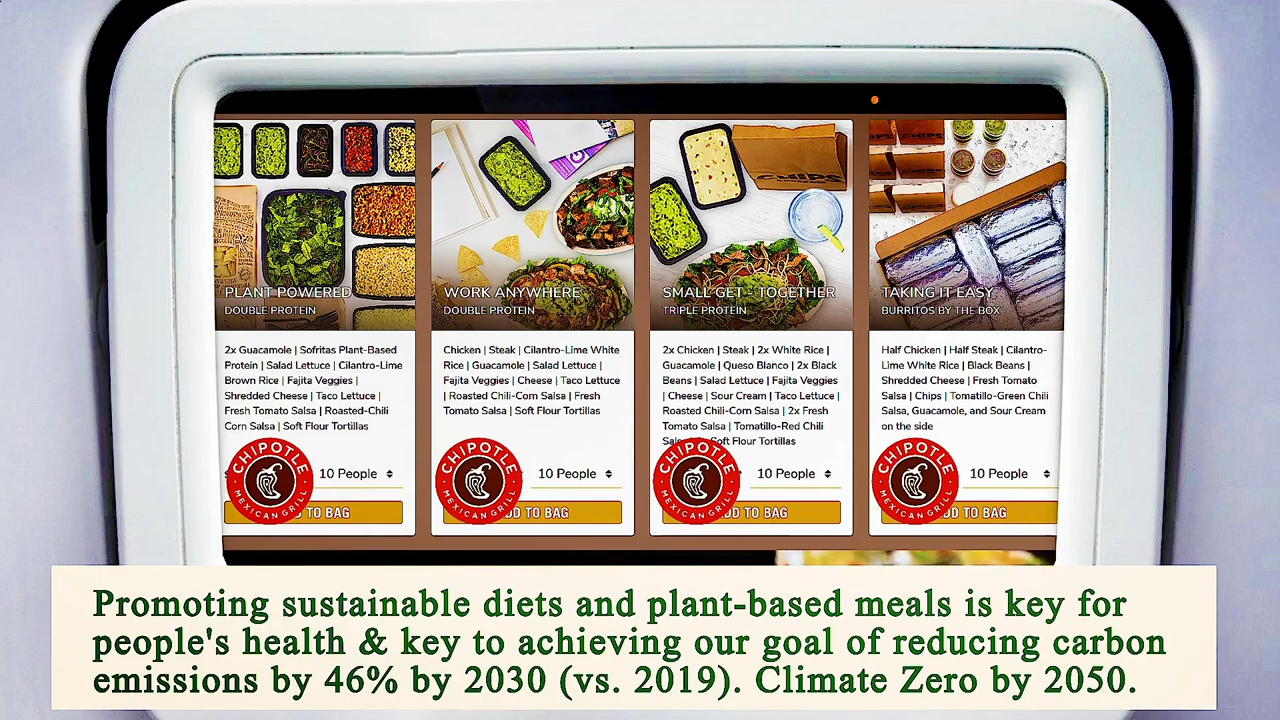 CHIPS
CHIPS
PLANT POWERED
DOUBLE PROTEIN
2x Guacamole | Sofritas Plant-Based
Protein | Salad Lettuce | Cilantro-Lime
Brown Rice | Fajita Veggies |
Shredded Cheese | Taco Lettuce |
Fresh Tomato Salsa | Roasted-Chili
Corn Salsa | Soft Flour Tortillas
CHIPOTLE
MEXICAN GRILL
10 People
TO BAG
WORK ANYWHERE
DOUBLE PROTEIN
Chicken | Steak | Cilantro-Lime White
Rice | Guacamole | Salad Lettuce |
Fajita Veggies | Cheese | Taco Lettuce
| Roasted Chili-Corn Salsa | Fresh
Tomato Salsa | Soft Flour Tortillas
CHIPOTLE
MEXICAN GRILL
10 People
TO BAG
SMALL GET - TOGETHER
TRIPLE PROTEIN
2x Chicken | Steak | 2x White Rice |
Guacamole | Queso Blanco | 2x Black
Beans | Salad Lettuce | Fajita Veggies
| Cheese | Sour Cream | Taco Lettuce |
Roasted Chili-Corn Salsa | 2x Fresh
Tomato Salsa | Tomatillo-Red Chili
Soft Flour Tortillas
CHIPOTLE
MEXICAN GRILL
10 People
TO BAG
TAKING IT EASY
BURRITOS BY THE BOX
Half Chicken | Half Steak | Cilantro-
Lime White Rice | Black Beans |
Shredded Cheese | Fresh Tomato
Salsa | Chips | Tomatillo-Green Chili
Salsa, Guacamole, and Sour Cream
on the side
CHIPOTLE
MEXICAN GRILL
10 People
TO BAG
Promoting sustainable diets and plant-based meals is key for
people's health & key to achieving our goal of reducing carbon
emissions by 46% by 2030 (vs. 2019). Climate Zero by 2050.